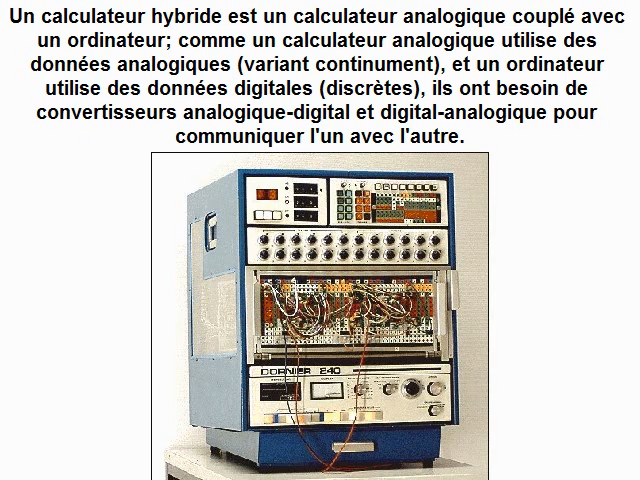 Un calculateur hybride est un calculateur analogique couplé avec
un ordinateur; comme un calculateur analogique utilise des
données analogiques (variant continument), et un ordinateur
utilise des données digitales (discrètes), ils ont besoin de
convertisseurs analogique-digital et digital-analogique pour
communiquer l'un avec l'autre.
DORNIER 240